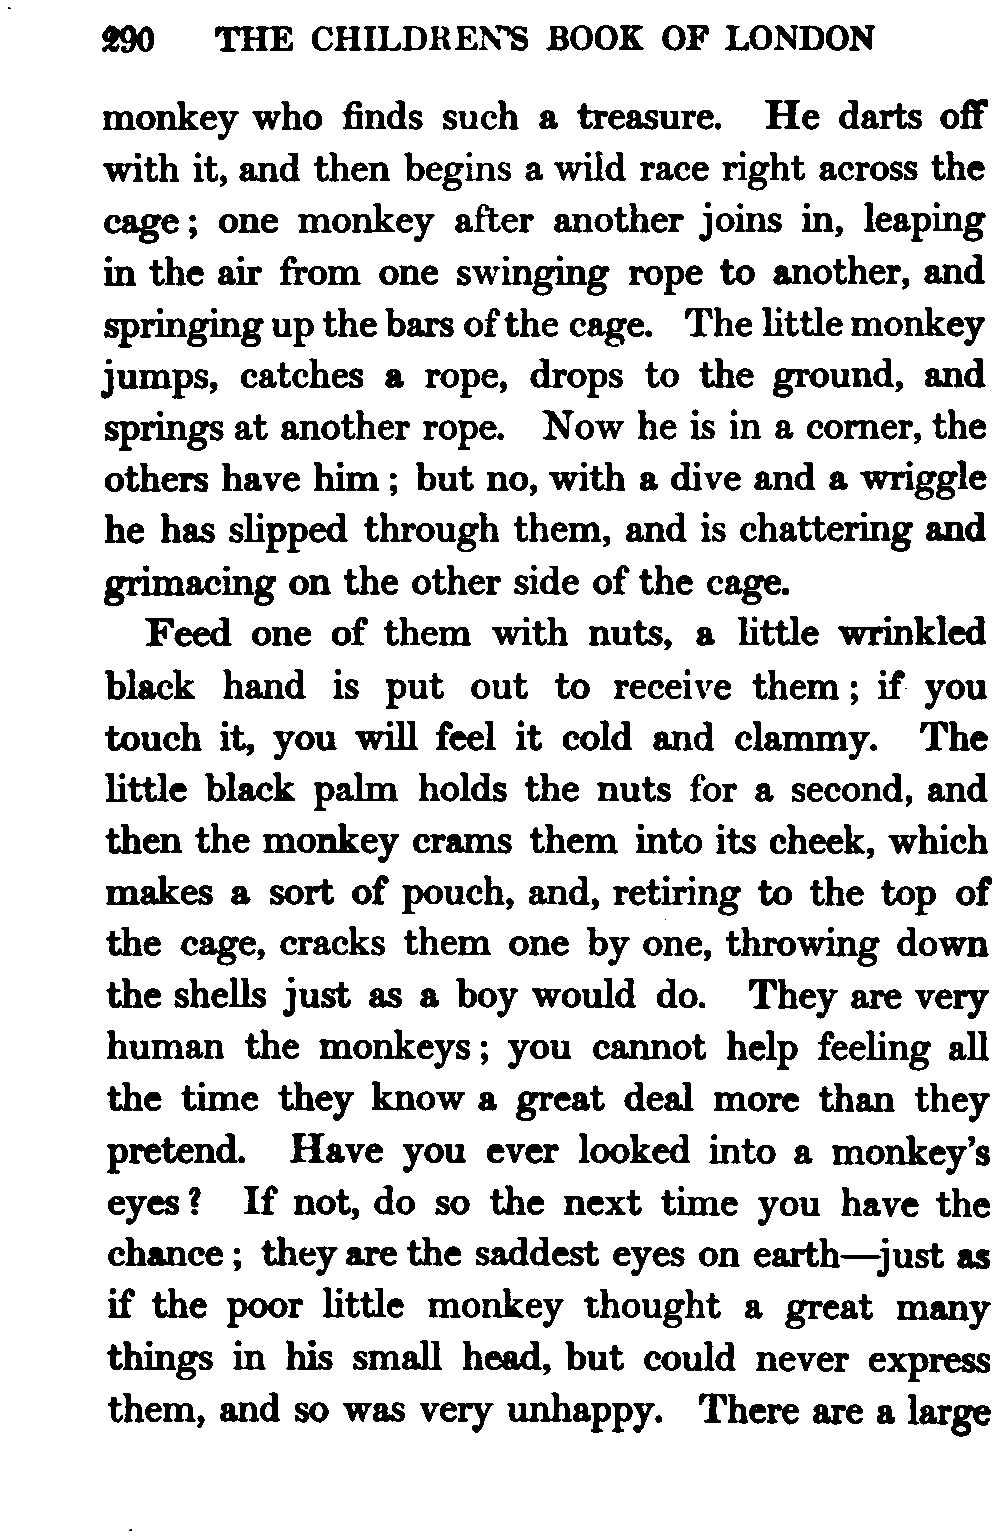 290 THE CHILDREN'S BOOK OF LONDON
monkey who finds such a treasure. He darts off
with it, and then begins a wild race right across the
cage; one monkey after another joins in, leaping
in the air from one swinging rope to another, and
springing up the bars of the cage. The little monkey
jumps, catches a rope, drops to the ground, and
springs at another rope. Now he is in a corner, the
others have him; but no, with a dive and a wriggle
he has slipped through them, and is chattering and
grimacing on the other side of the cage.
Feed one of them with nuts, a little wrinkled
black hand is put out to receive them; if you
touch it, you will feel it cold and clammy. The
little black palm holds the nuts for a second, and
then the monkey crams them into its cheek, which
makes a sort of pouch, and, retiring to the top of
the cage, cracks them one by one, throwing down
the shells just as a boy would do. They are very
human the monkeys; you cannot help feeling all
the time they know a great deal more than they
pretend. Have you ever looked into a monkey's
eyes? If not, do so the next time you have the
chance; they are the saddest eyes on earth—just as
if the poor little monkey thought a great many
things in his small head, but could never express
them, and so was very unhappy. There are a large